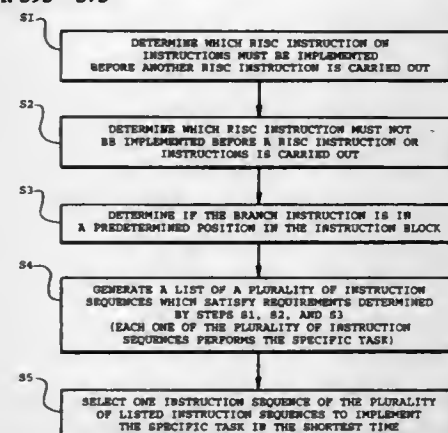 S1
DETERMINE WHICH RISC INSTRUCTION OR
INSTRUCTIONS MUST BE IMPLEMENTED
BEFORE ANOTHER RISC INSTRUCTION IS CARRIED OUT
S2
DETERMINE WHICH RISC INSTRUCTION MUST NOT
BE IMPLEMENTED BEFORE A RISC INSTRUCTION OR
INSTRUCTIONS IS CARRIED OUT
S3
DETERMINE IF THE BRANCH INSTRUCTION IS IN
A PREDETERMINED POSITION IN THE INSTRUCTION BLOCK
S4
GENERATE A LIST OF A PLURALITY OF INSTRUCTION
SEQUENCES WHICH SATISFY REQUIREMENTS DETERMINED
BY STEPS S1, S2, AND S3
(EACH ONE OF THE PLURALITY OF INSTRUCTION
SEQUENCES PERFORMS THE SPECIFIC TASK)
S5
SELECT ONE INSTRUCTION SEQUENCE OF THE PLURALITY
OF LISTED INSTRUCTION SEQUENCES TO IMPLEMENT
THE SPECIFIC TASK IN THE SHORTEST TIME